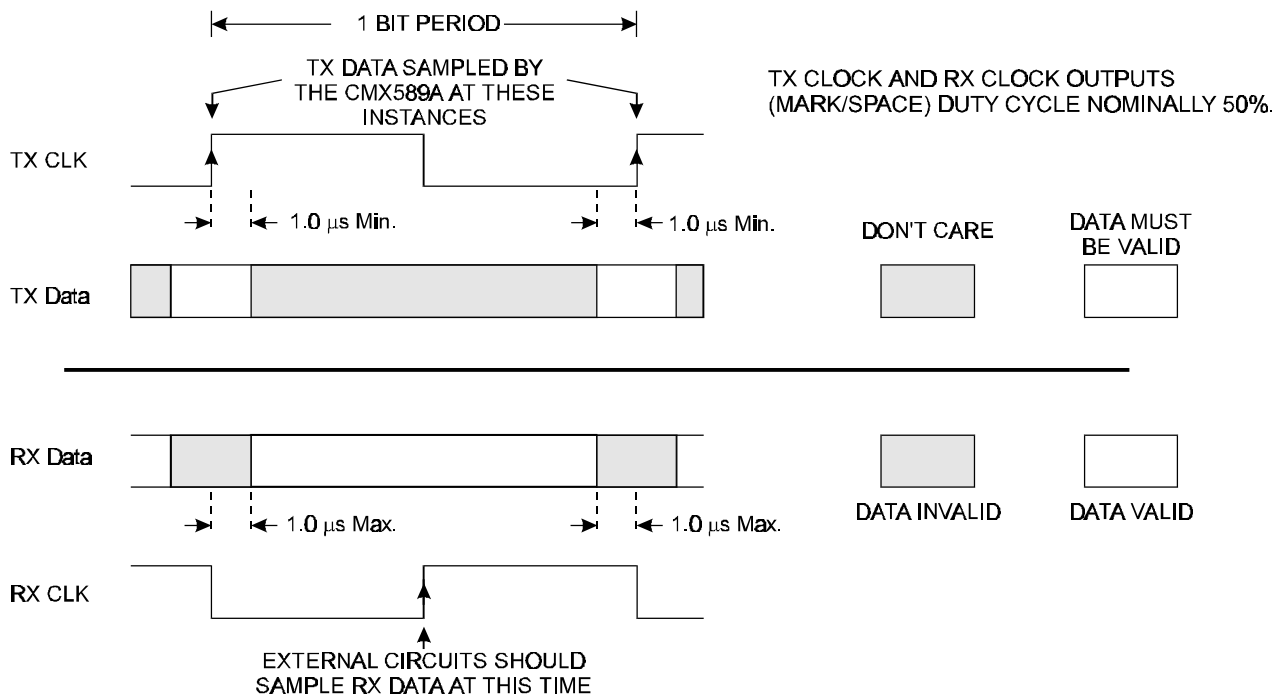 1 BIT PERIOD
TX DATA SAMPLED BY
THE CMX589A AT THESE
INSTANCES
TX CLOCK AND RX CLOCK OUTPUTS
(MARK/SPACE) DUTY CYCLE NOMINALLY 50%.
TX CLK
1.0 μs Min.
1.0 μs Min.
DON'T CARE
DATA MUST
BE VALID
TX Data
RX Data
1.0 μs Max.
1.0 μs Max.
DATA INVALID
DATA VALID
RX CLK
EXTERNAL CIRCUITS SHOULD
SAMPLE RX DATA AT THIS TIME